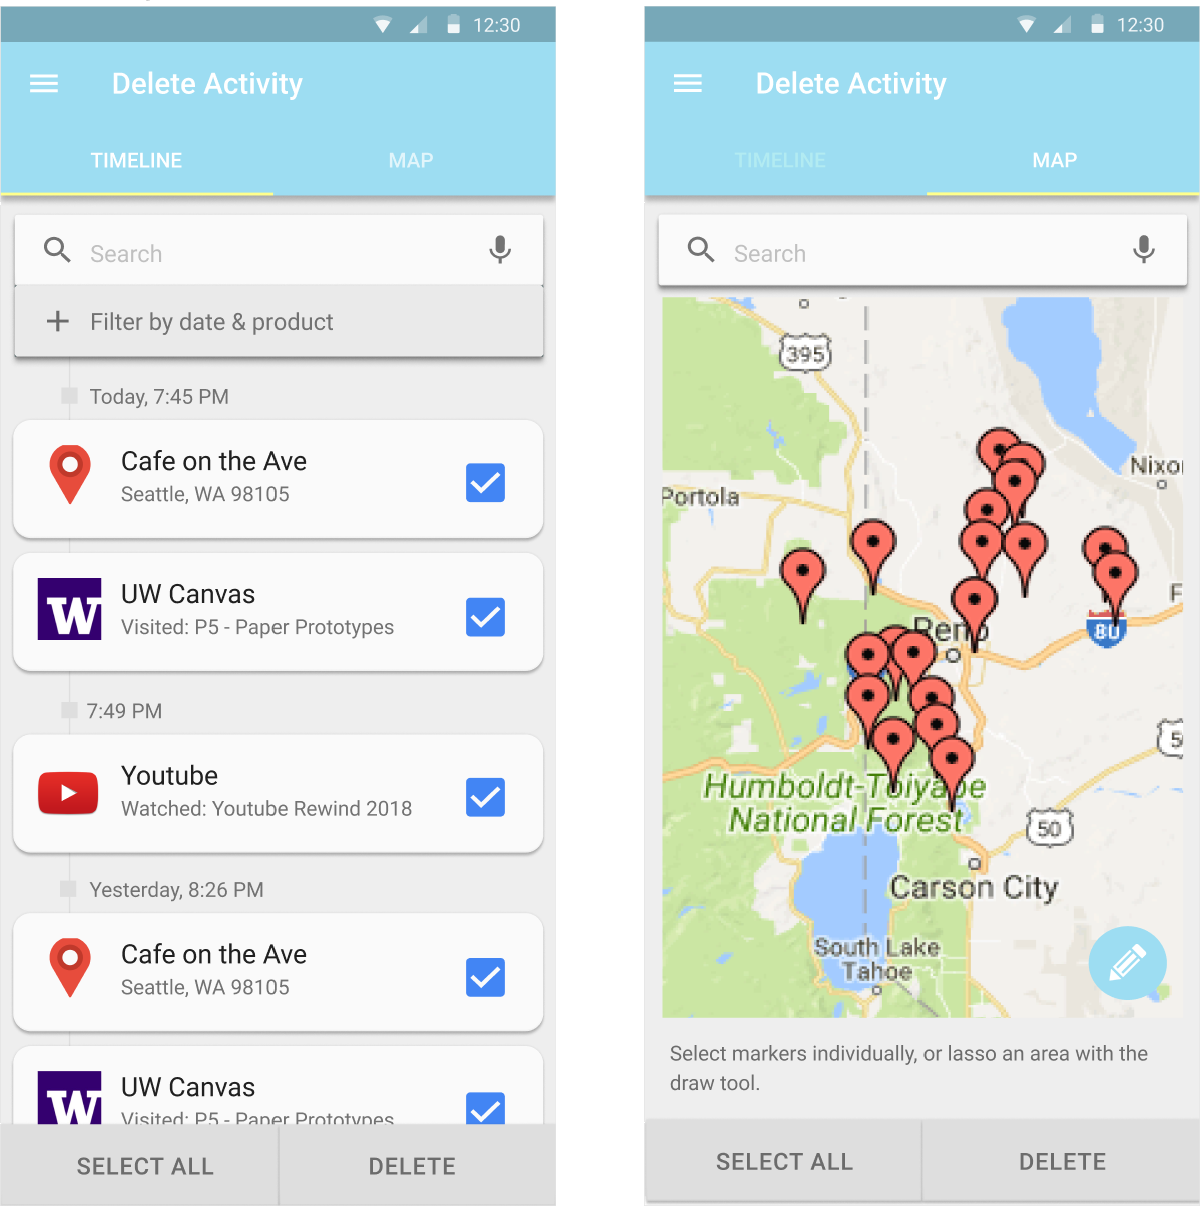 12:30
Delete Activity
TIMELINE MAP
Search
Filter by date & product
Today, 7:45 PM
Cafe on the Ave
Seattle, WA 98105
W
UW Canvas
Visited: P5 - Paper Prototypes
7:49 PM
Youtube
Watched: Youtube Rewind 2018
Yesterday, 8:26 PM
Cafe on the Ave
Seattle, WA 98105
W
UW Canvas
Visited: P5 - Paper Prototypes
SELECT ALL DELETE
12:30
Delete Activity
TIMELINE MAP
Search
395
Nixo
Portola
F
Reno
80
5
Humboldt-Toiyabe
National Forest
50
Carson City
South Lake
Tahoe
Select markers individually, or lasso an area with the
draw tool.
SELECT ALL DELETE